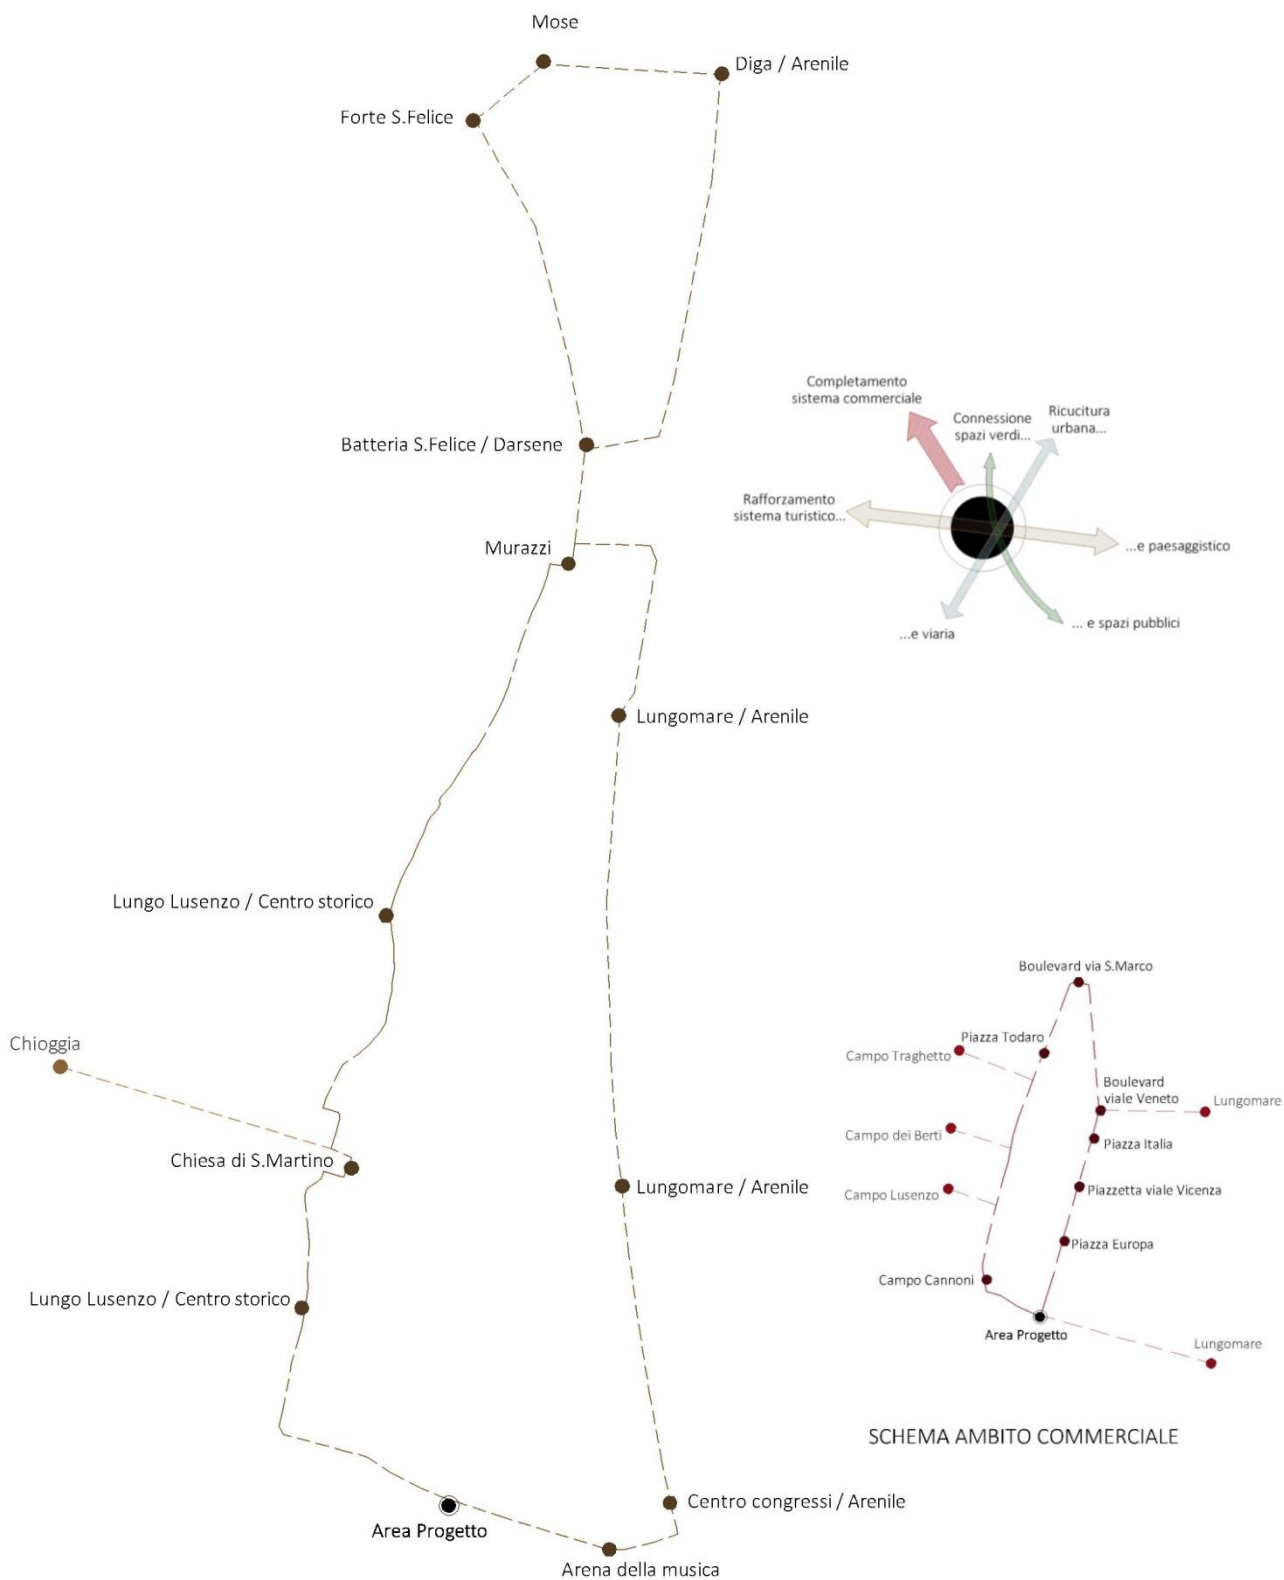 Mose
Diga / Arenile
Forte S.Felice
Batteria S.Felice / Darsene
Murazzi
Lungomare / Arenile
Lungo Lusenzo / Centro storico
Chioggia
Chiesa di S.Martino
Lungomare / Arenile
Lungo Lusenzo / Centro storico
Centro congressi / Arenile
Area Progetto
Arena della musica
Completamento
sistema commerciale
Connessione
spazi verdi...
Ricucitura
urbana...
Rafforzamento
sistema turistico...
...e paesaggistico
... e spazi pubblici
...e viaria
Boulevard via S.Marco
Piazza Todaro
Campo Traghetto
Boulevard
viale Veneto
Lungomare
Campo dei Berti
Piazza Italia
Campo Lusenzo
Piazzetta viale Vicenza
Piazza Europa
Campo Cannoni
Area Progetto
Lungomare
SCHEMA AMBITO COMMERCIALE